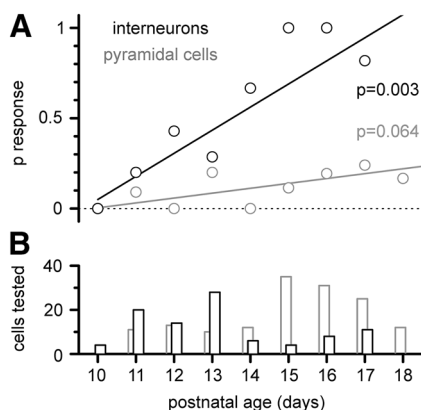 A
interneurons
pyramidal cells
p response
1
0.5
0
p=0.003
p=0.064
B
cells tested
40
20
0
10 11 12 13 14 15 16 17 18
postnatal age (days)